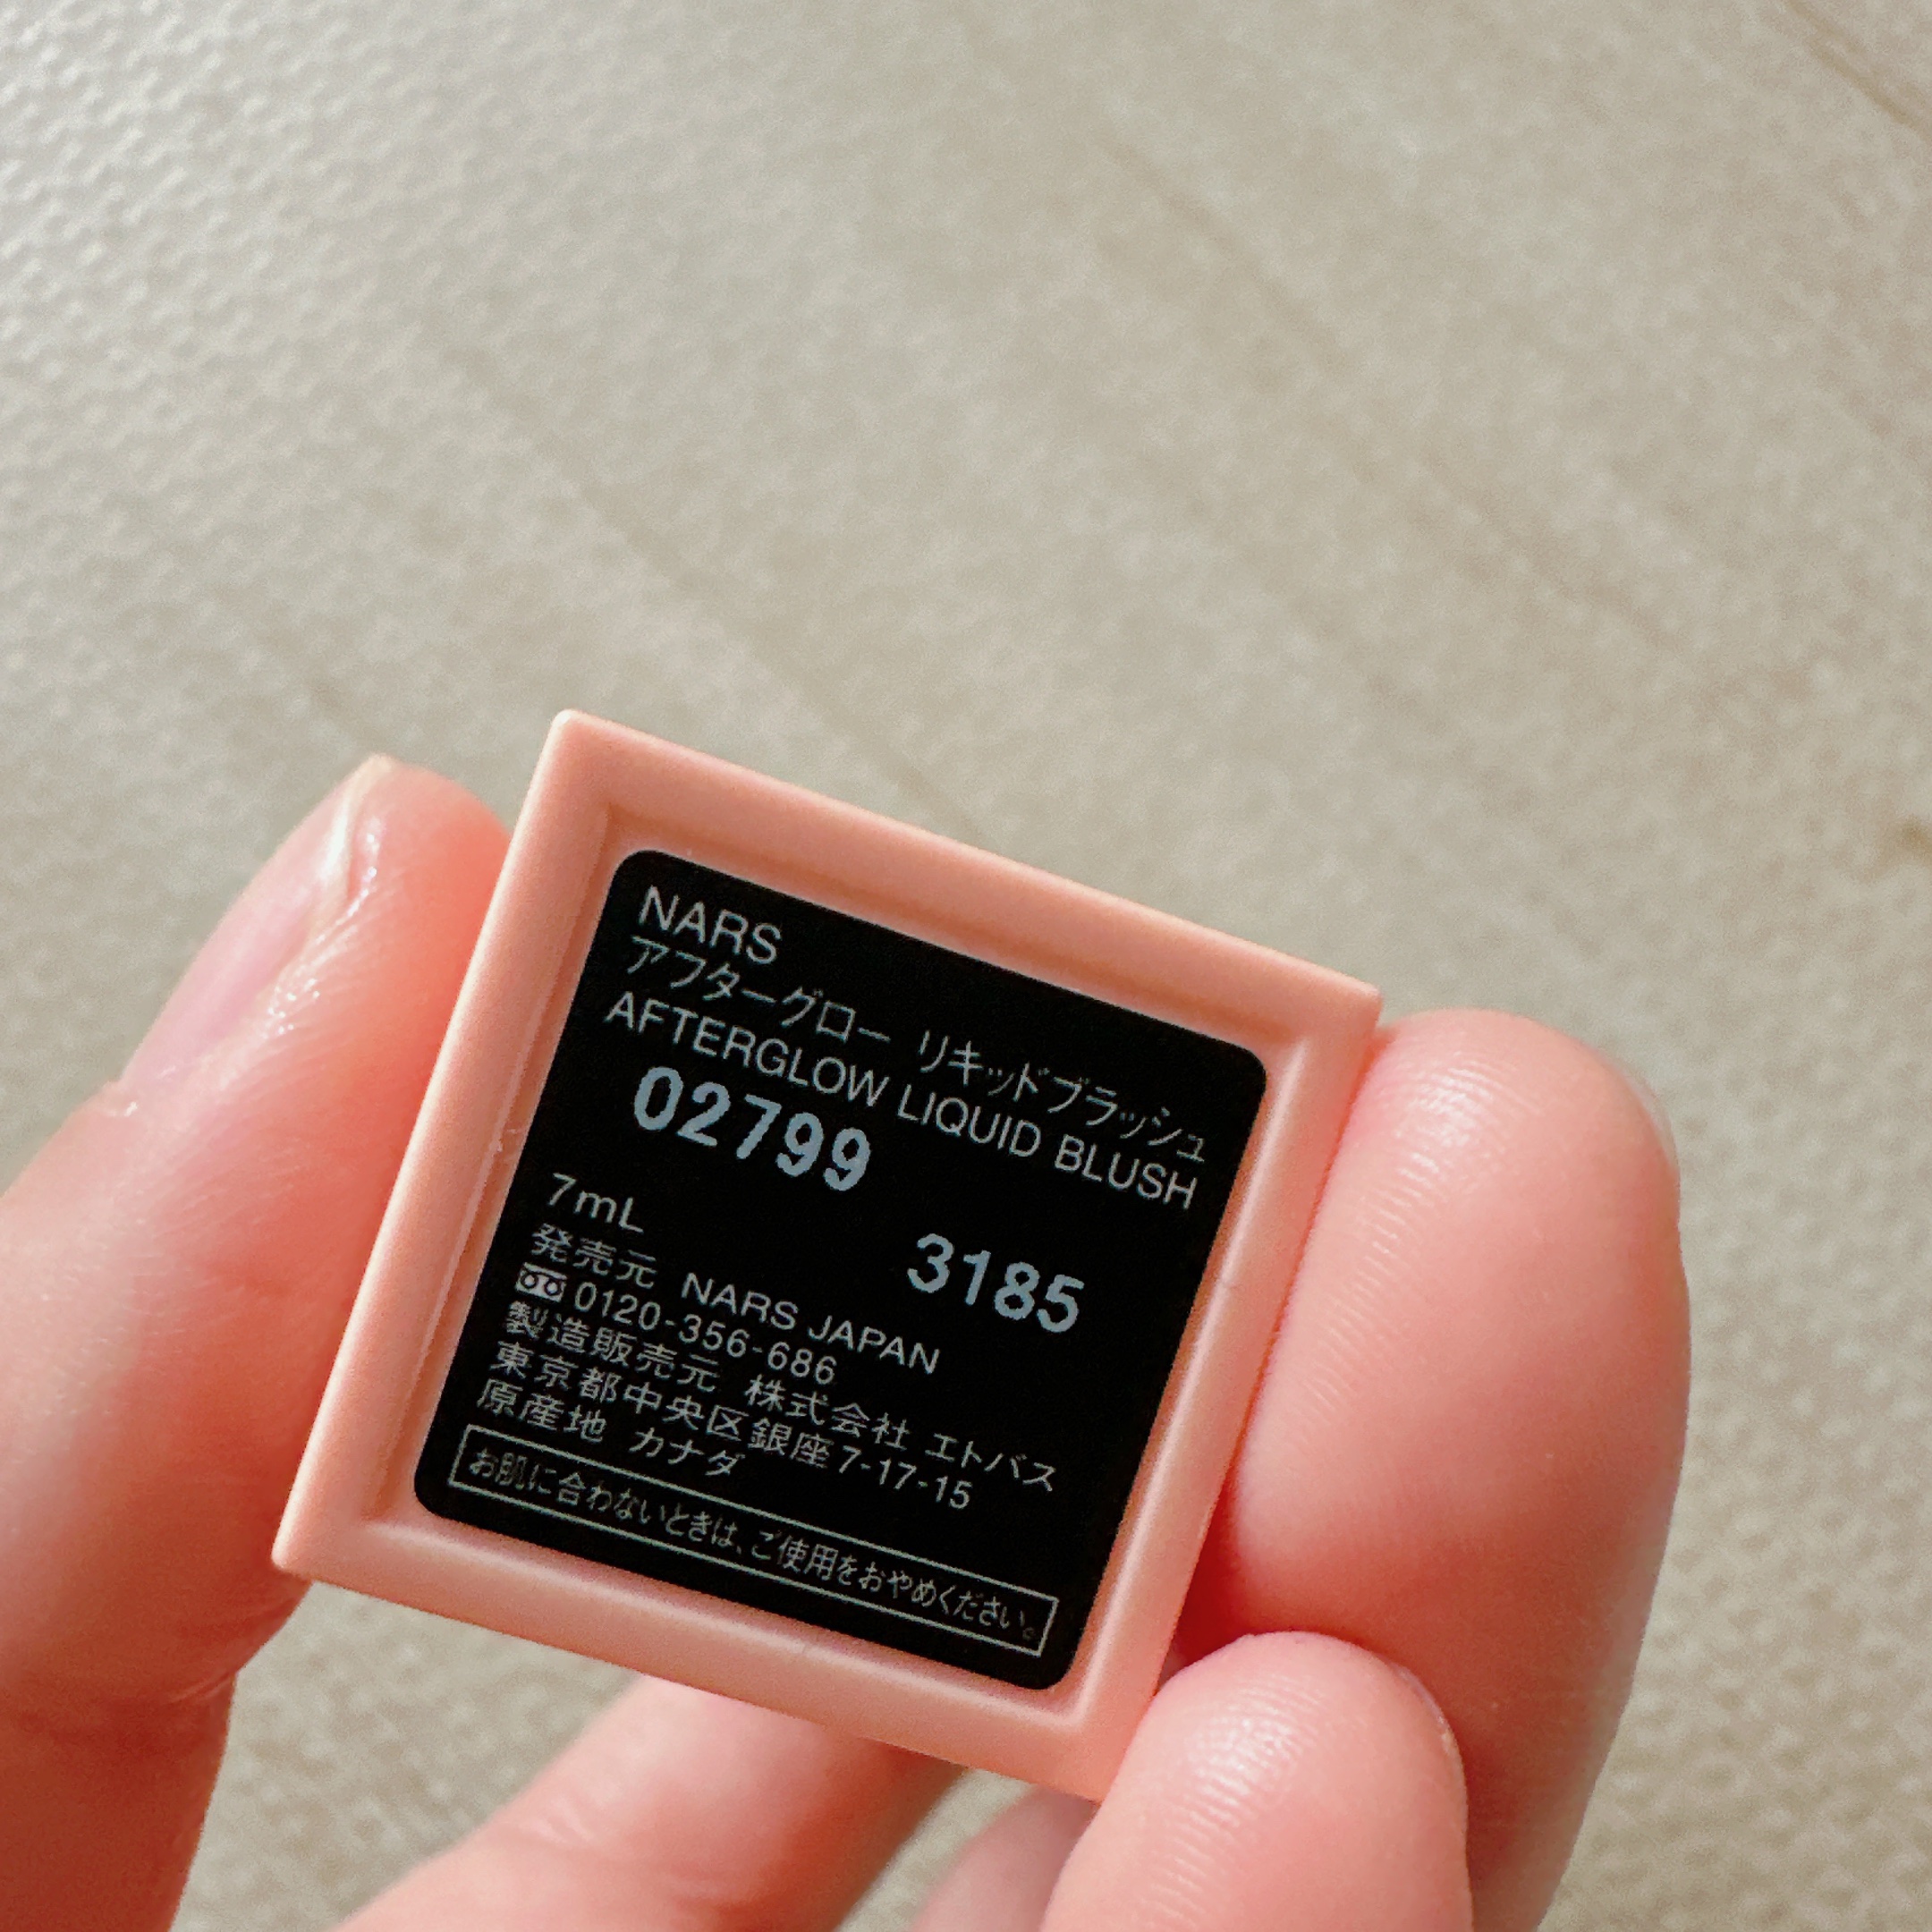 NARS
アフターグロー リキッドブラッシュ
AFTERGLOW LIQUID BLUSH
02799
7mL
3185
発売元 NARS JAPAN
0120-356-686
製造販売元 株式会社 エトバス
東京都中央区銀座7-17-15
原産地 カナダ
お肌に合わないときは、ご使用をおやめください。